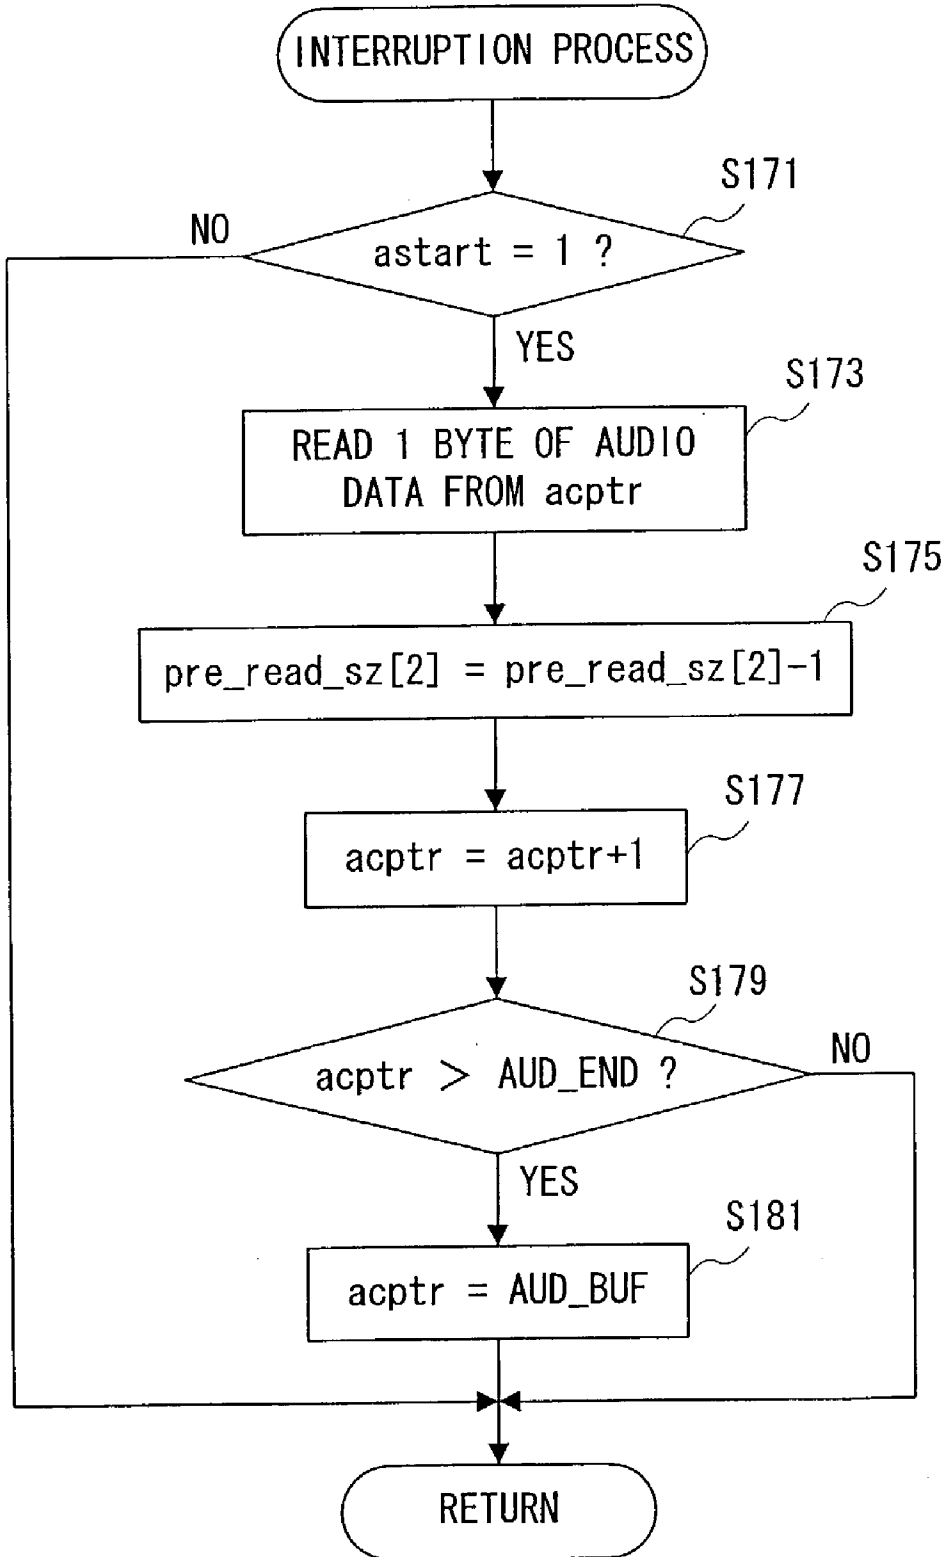 INTERRUPTION PROCESS
S171
NO
astart = 1 ?
YES
S173
READ 1 BYTE OF AUDIO
DATA FROM acptr
S175
pre_read_sz[2] = pre_read_sz[2]-1
S177
acptr = acptr+1
S179
NO
acptr > AUD_END ?
YES
S181
acptr = AUD_BUF
RETURN